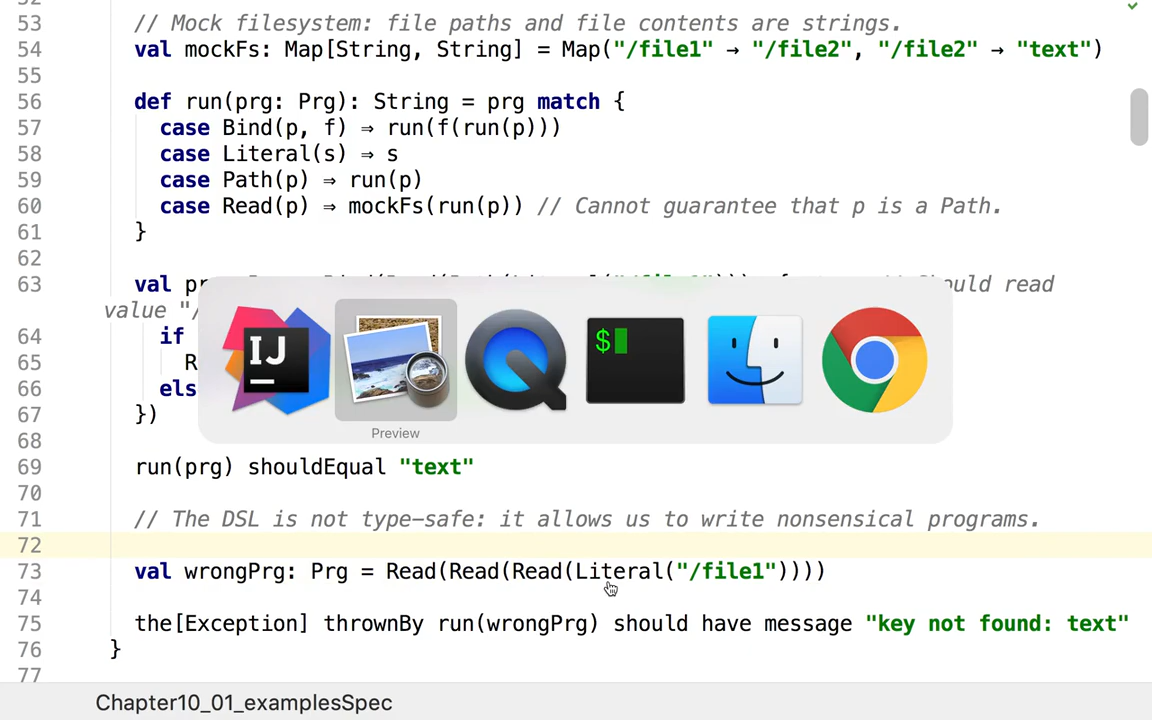 53 // Mock filesystem: file paths and file contents are strings.
54 val mockFs: Map[String, String] = Map("/file1" → "/file2", "/file2" → "text")
55
56 def run(prg: Prg): String = prg match {
57 case Bind(p, f) ⇒ run(f(run(p)))
58 case Literal(s) ⇒ s
59 case Path(p) ⇒ run(p)
60 case Read(p) ⇒ mockFs(run(p)) // Cannot guarantee that p is a Path.
61 }
62
63 val pr ould read
value "/
64 if
IJ
$
65 R
66 els
67 })
Preview
68
69 run(prg) shouldEqual "text"
70
71 // The DSL is not type-safe: it allows us to write nonsensical programs.
72
73 val wrongPrg: Prg = Read(Read(Read(Literal("/file1"))))
74
75 the[Exception] thrownBy run(wrongPrg) should have message "key not found: text"
76 }
77
Chapter10_01_examplesSpec